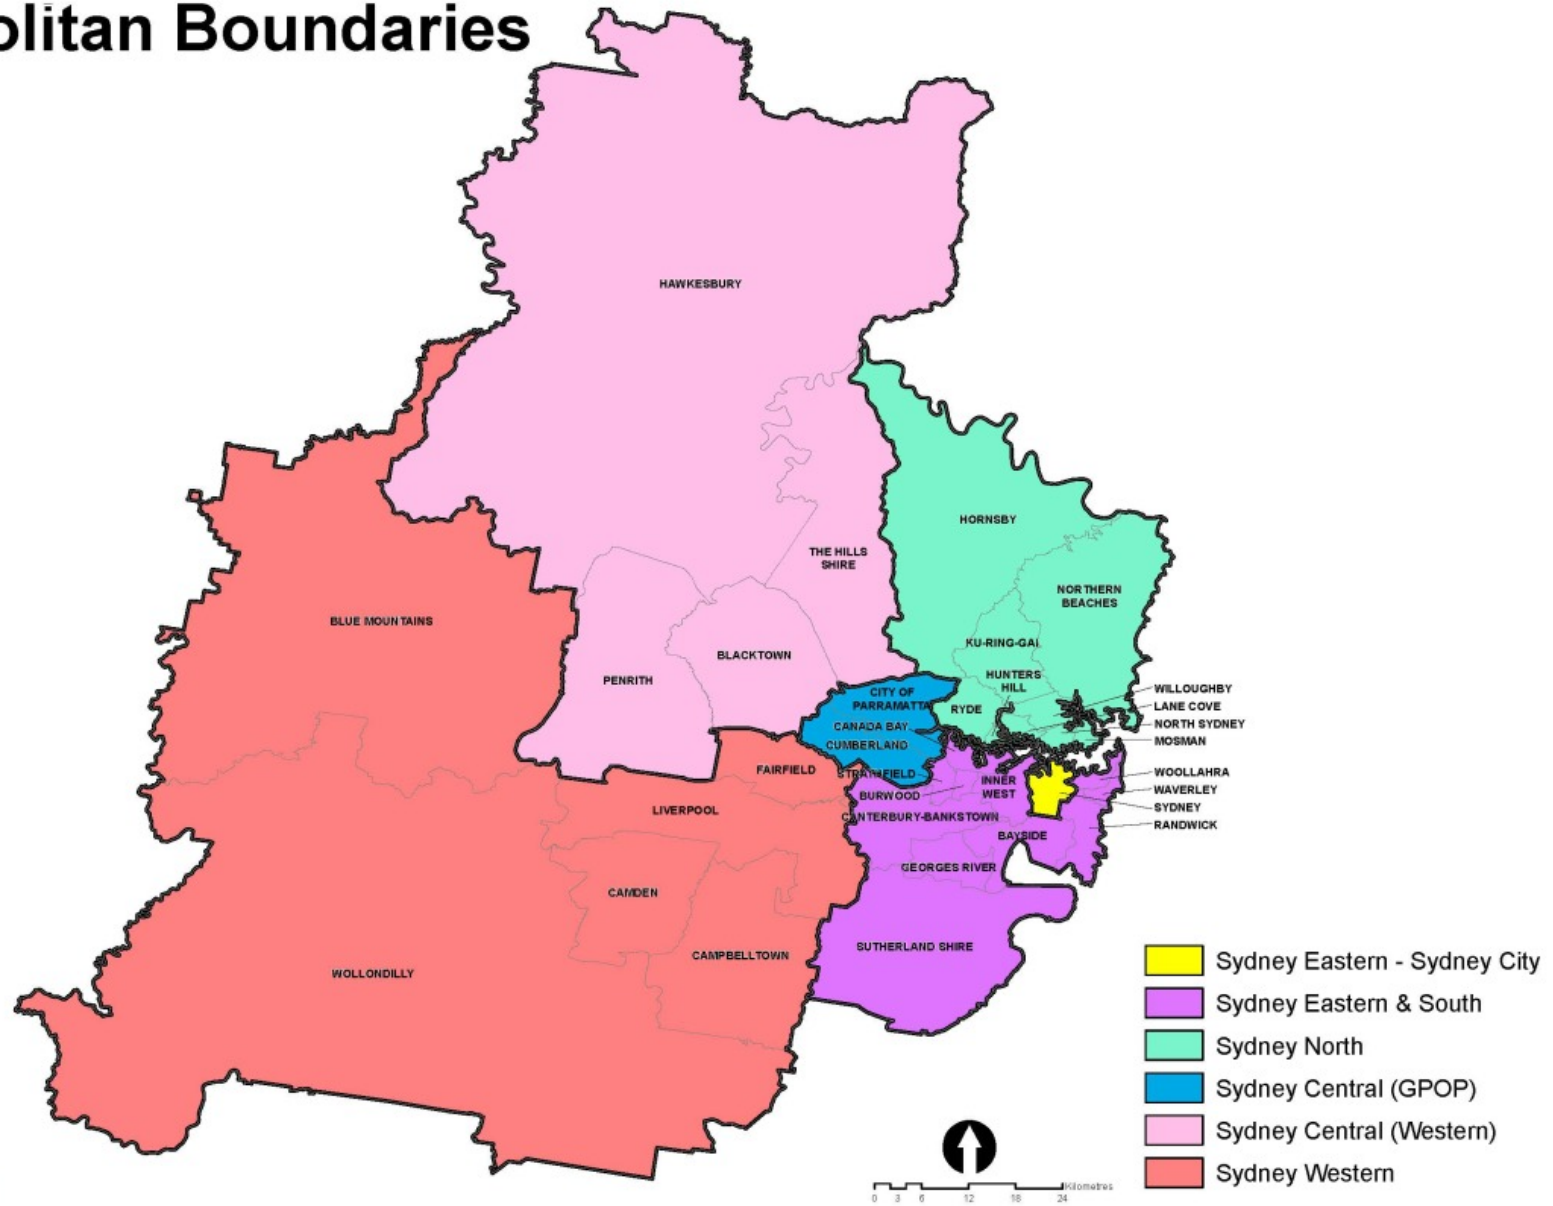 olitan Boundaries
HAWKESBURY
HORNSBY
THE HILLS
SHIRE
NORTHERN
BEACHES
BLUE MOUNTAINS
KU-RING-GAI
BLACKTOWN
PENRITH
HUNTERS
HILL
WILLOUGHBY
CITY OF
PARRAMATTA
RYDE
LANE COVE
CANADA BAY
NORTH SYDNEY
CUMBERLAND
MOSMAN
FAIRFIELD
STRATHFIELD
INNER
WEST
WOOLLAHRA
BURWOOD
WAVERLEY
LIVERPOOL
SYDNEY
CANTERBURY-BANKSTOWN
RANDWICK
BAYSIDE
GEORGES RIVER
CAMDEN
SUTHERLAND SHIRE
CAMPBELLTOWN
WOLLONDILLY
Sydney Eastern - Sydney City
Sydney Eastern & South
Sydney North
Sydney Central (GPOP)
Sydney Central (Western)
Sydney Western
Kilometres
0 3 6 12 18 24